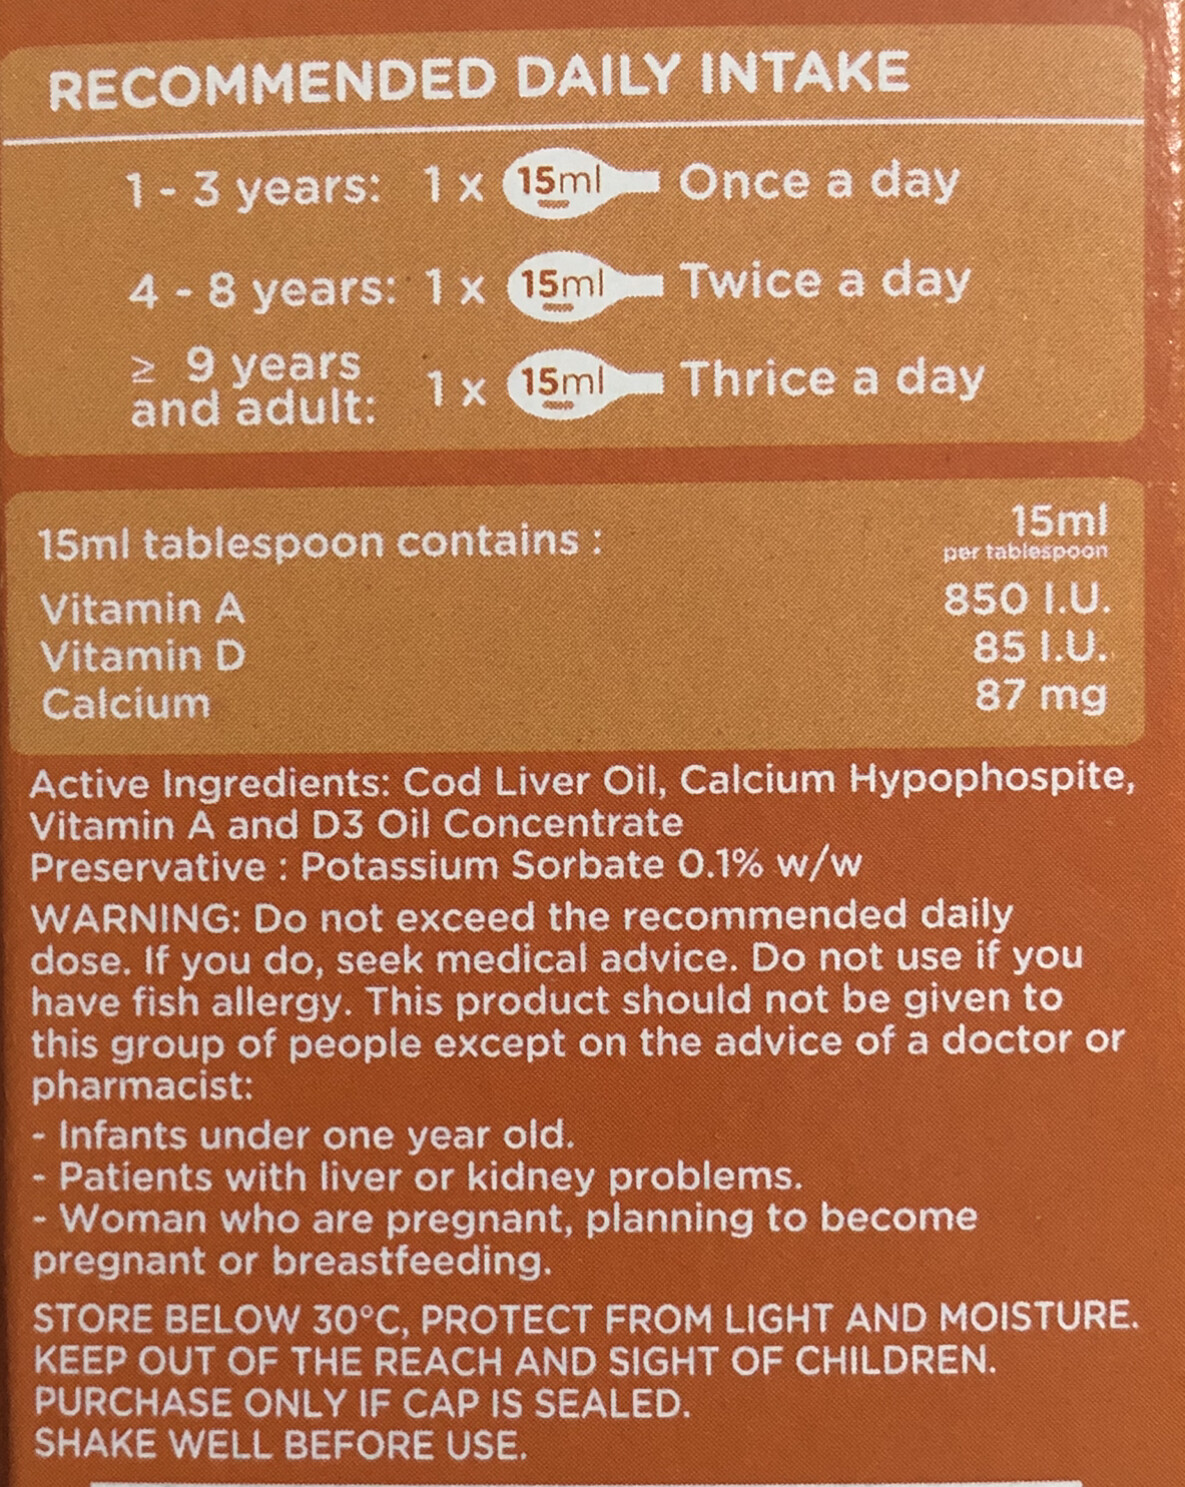 RECOMMENDED DAILY INTAKE
1 - 3 years: 1 x 15ml Once a day
4 - 8 years: 1 x 15ml Twice a day
≥ 9 years
and adult: 1 x 15ml Thrice a day
15ml tablespoon contains : 15ml
per tablespoon
Vitamin A 850 I.U.
Vitamin D 85 I.U.
Calcium 87 mg
Active Ingredients: Cod Liver Oil, Calcium Hypophospite,
Vitamin A and D3 Oil Concentrate
Preservative : Potassium Sorbate 0.1% w/w
WARNING: Do not exceed the recommended daily
dose. If you do, seek medical advice. Do not use if you
have fish allergy. This product should not be given to
this group of people except on the advice of a doctor or
pharmacist:
- Infants under one year old.
- Patients with liver or kidney problems.
- Woman who are pregnant, planning to become
pregnant or breastfeeding.
STORE BELOW 30°C, PROTECT FROM LIGHT AND MOISTURE.
KEEP OUT OF THE REACH AND SIGHT OF CHILDREN.
PURCHASE ONLY IF CAP IS SEALED.
SHAKE WELL BEFORE USE.